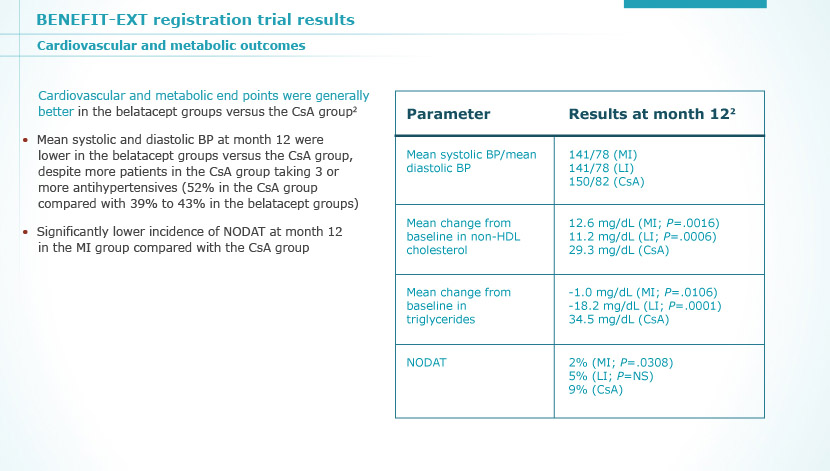 BENEFIT-EXT registration trial results
Cardiovascular and metabolic outcomes
Cardiovascular and metabolic end points were generally
better in the belatacept groups versus the CsA group²
• Mean systolic and diastolic BP at month 12 were
lower in the belatacept groups versus the CsA group,
despite more patients in the CsA group taking 3 or
more antihypertensives (52% in the CsA group
compared with 39% to 43% in the belatacept groups)
• Significantly lower incidence of NODAT at month 12
in the MI group compared with the CsA group
Parameter
Results at month 12²
Mean systolic BP/mean
diastolic BP
141/78 (MI)
141/78 (LI)
150/82 (CsA)
Mean change from
baseline in non-HDL
cholesterol
12.6 mg/dL (MI; P=.0016)
11.2 mg/dL (LI; P=.0006)
29.3 mg/dL (CsA)
Mean change from
baseline in
triglycerides
-1.0 mg/dL (MI; P=.0106)
-18.2 mg/dL (LI; P=.0001)
34.5 mg/dL (CsA)
NODAT
2% (MI; P=.0308)
5% (LI; P=NS)
9% (CsA)